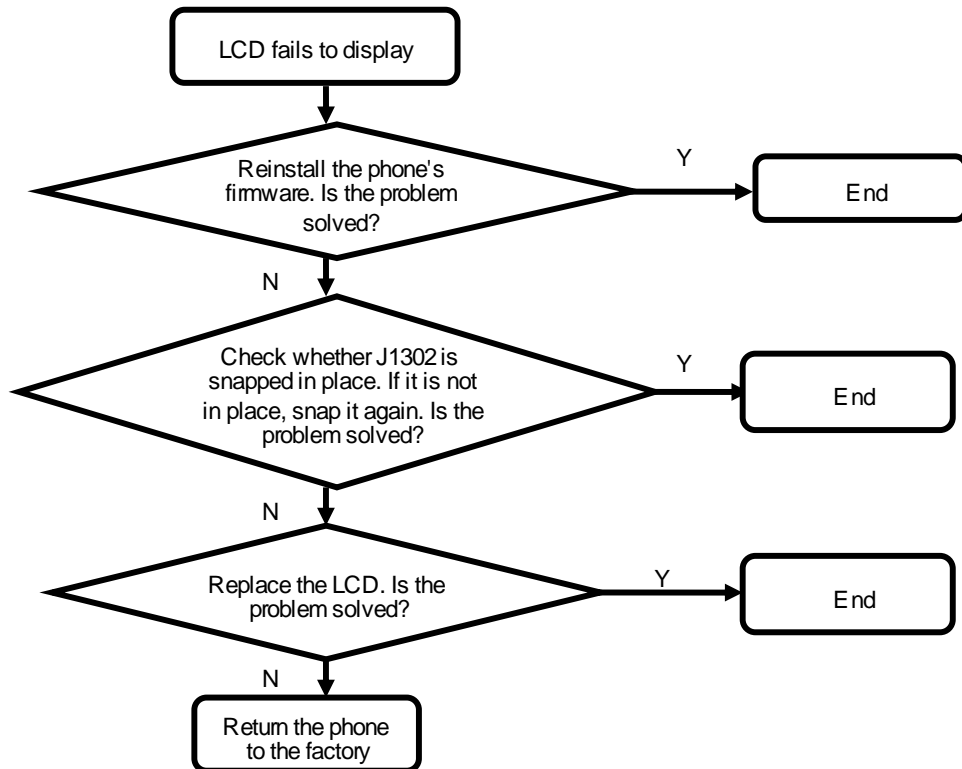 LCD fails to display
Reinstall the phone's
firmware. Is the problem
solved?
Y
End
N
Check whether J1302 is
snapped in place. If it is not
in place, snap it again. Is the
problem solved?
Y
End
N
Replace the LCD. Is the
problem solved?
Y
End
N
Return the phone
to the factory